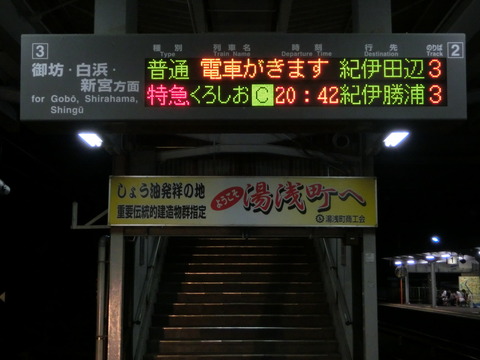 3
御坊・白浜・
新宮方面
for Gobō, Shirahama,
Shingū
種別 列車名 時刻 行先 のりば
Type Train Name Departure Time Destination Track
2
普通 電車がきます 紀伊田辺 3
特急 くろしお C 20:42 紀伊勝浦 3
しょう油発祥の地
重要伝統的建造物群指定
ようこそ 湯浅町へ
湯浅町商工会